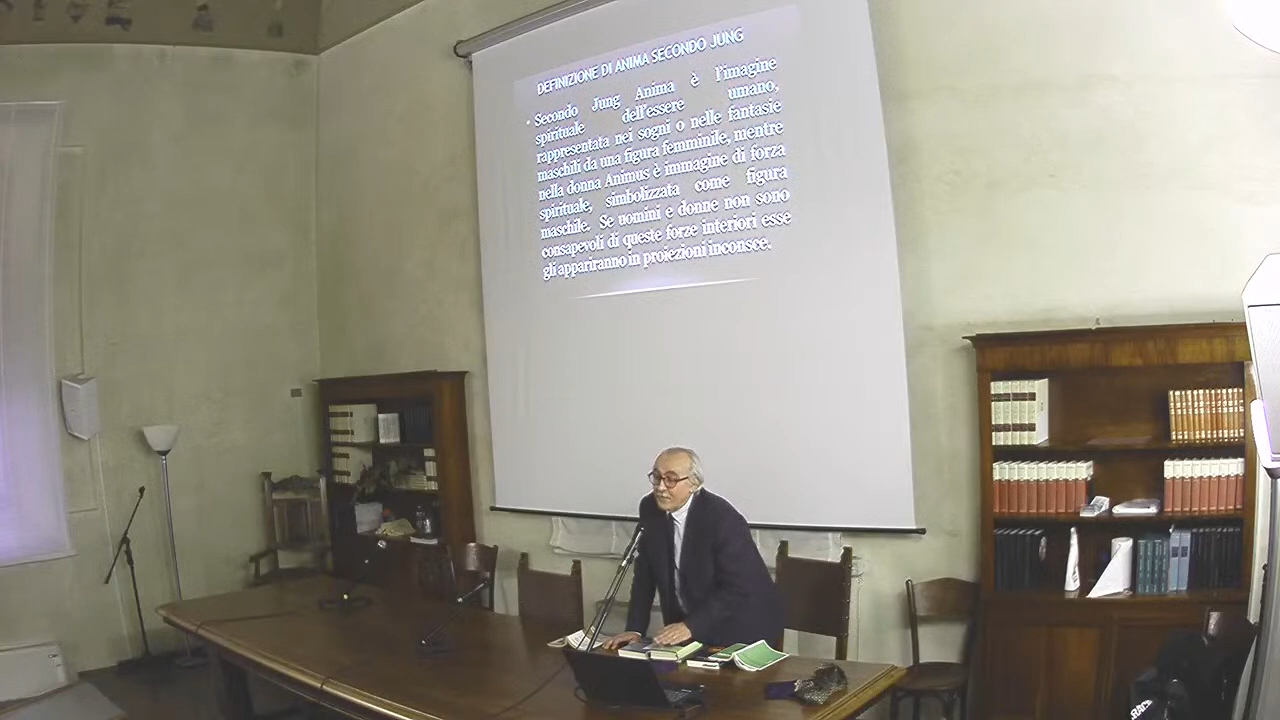 DEFINIZIONE DI ANIMA SECONDO JUNG
• Secondo Jung Anima è l'imagine
spirituale dell'essere umano,
rappresentata nei sogni o nelle fantasie
maschili da una figura femminile, mentre
nella donna Animus è immagine di forza
spirituale, simbolizzata come figura
maschile. Se uomini e donne non sono
consapevoli di queste forze interiori esse
gli appariranno in proiezioni inconsce.